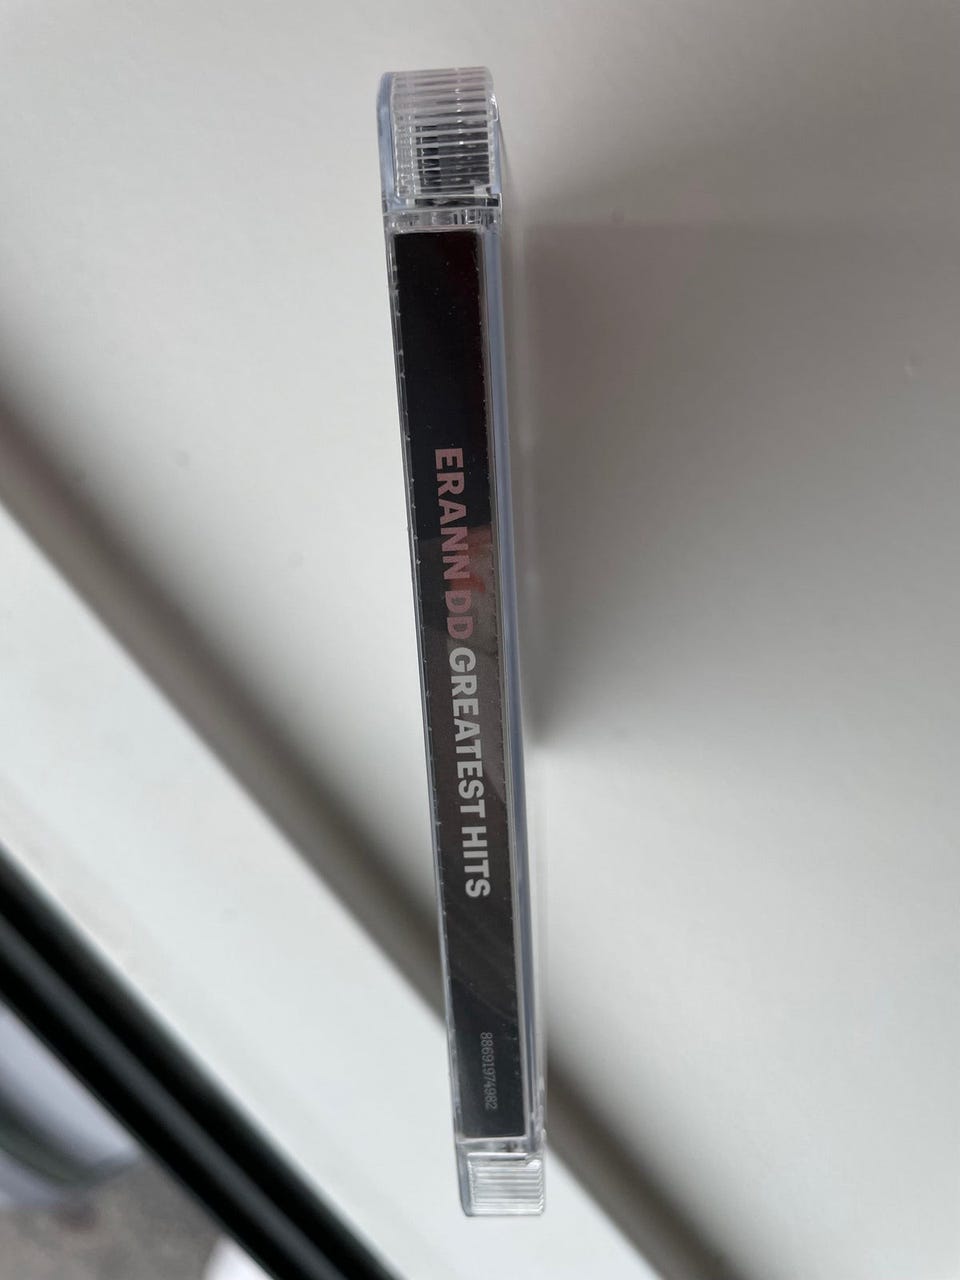 ERANN DD GREATEST HITS
88691974982